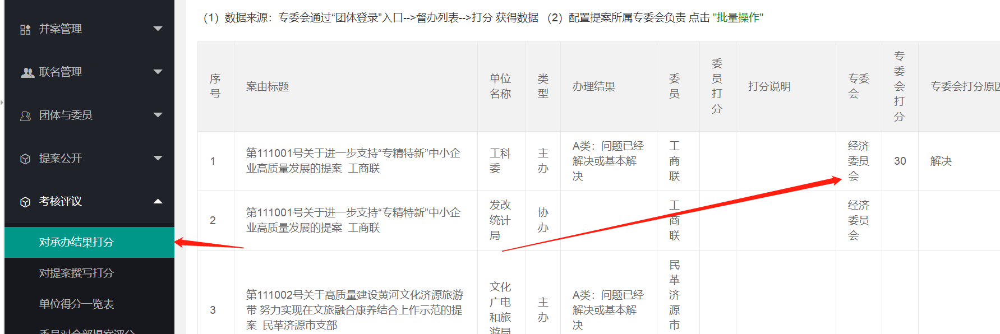 并案管理
联名管理
团体与委员
提案公开
考核评议
对承办结果打分
对提案撰写打分
单位得分一览表
委员对全部提案评分
（1）数据来源：专委会通过“团体登录”入口-->督办列表-->打分 获得数据 （2）配置提案所属专委会负责 点击 "批量操作"
序
号
案由标题
单位
名称
类
型
办理结果
委
员
委
员
打
分
打分说明
专委
会
专
委
会
打
分
专委会打分原因
1
第111001号关于进一步支持“专精特新”中小企
业高质量发展的提案 工商联
工科
委
主
办
A类：问题已经
解决或基本解
决
工
商
联
经济
委员
会
30
解决
2
第111001号关于进一步支持“专精特新”中小企
业高质量发展的提案 工商联
发改
统计
局
协
办
工
商
联
经济
委员
会
3
第111002号关于高质量建设黄河文化济源旅游
带 努力实现在文旅融合康养结合上作示范的提
案 民革济源市支部
文化
广电
和旅
游局
主
办
A类：问题已经
解决或基本解
决
民
革
济
源
市